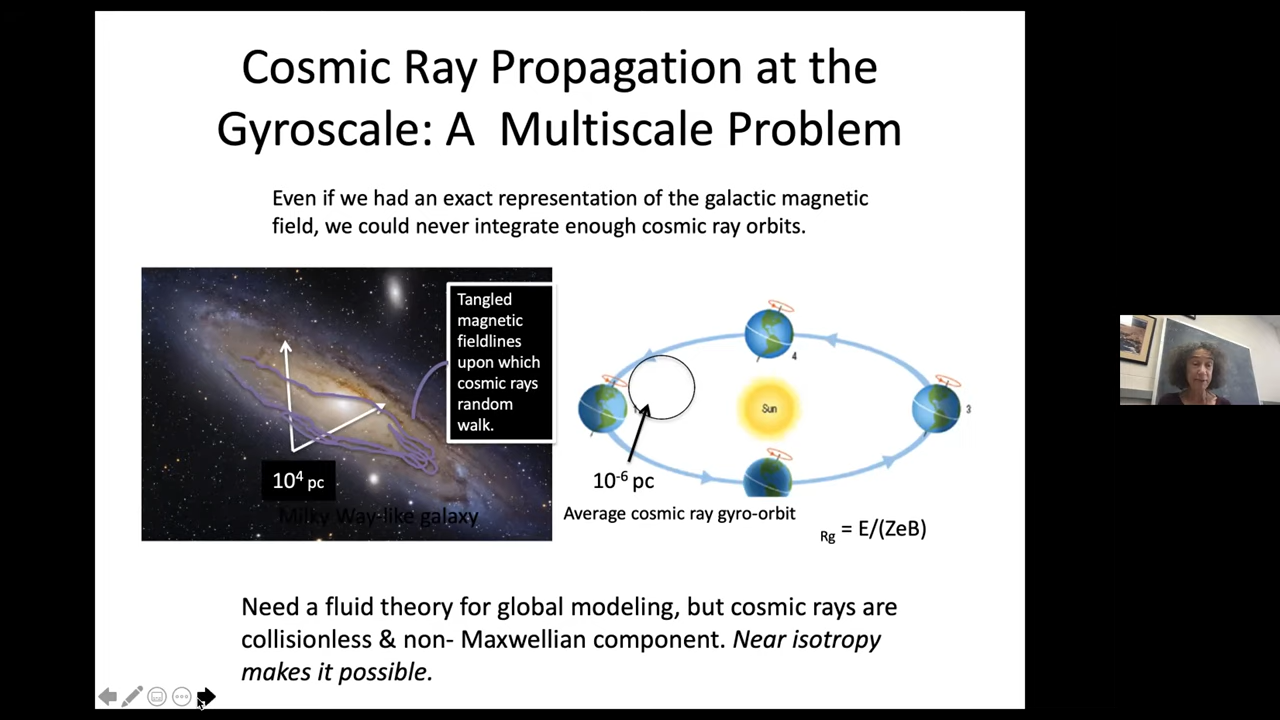 Cosmic Ray Propagation at the
Gyroscale: A Multiscale Problem
Even if we had an exact representation of the galactic magnetic
field, we could never integrate enough cosmic ray orbits.
Tangled
magnetic
fieldlines
upon which
cosmic rays
random
walk.
10⁴ pc
Milky Way-like galaxy
4
Sun
3
10⁻⁶ pc
Average cosmic ray gyro-orbit
Rg = E/(ZeB)
Need a fluid theory for global modeling, but cosmic rays are
collisionless & non- Maxwellian component. Near isotropy
makes it possible.